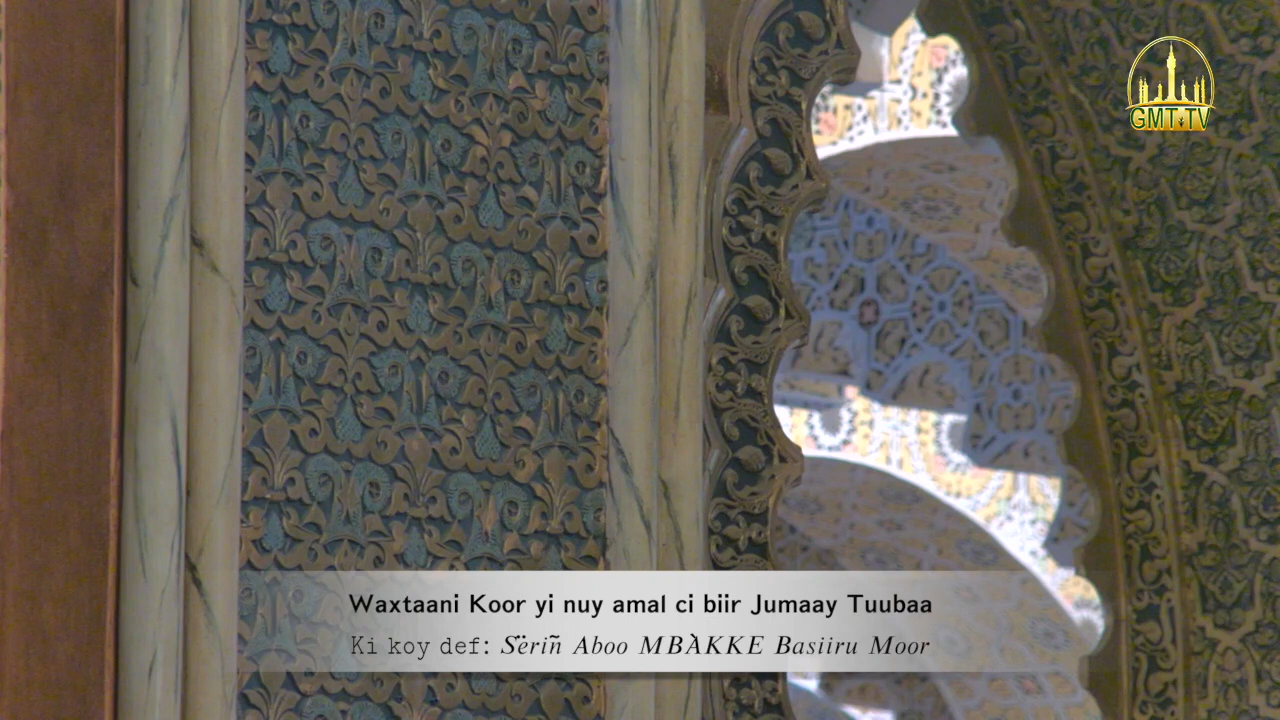 GMT TV
Waxtaani Koor yi nuy amal ci biir Jumaay Tuubaa
Ki koy def: Sëriñ Aboo MBÀKKE Basiiru Moor